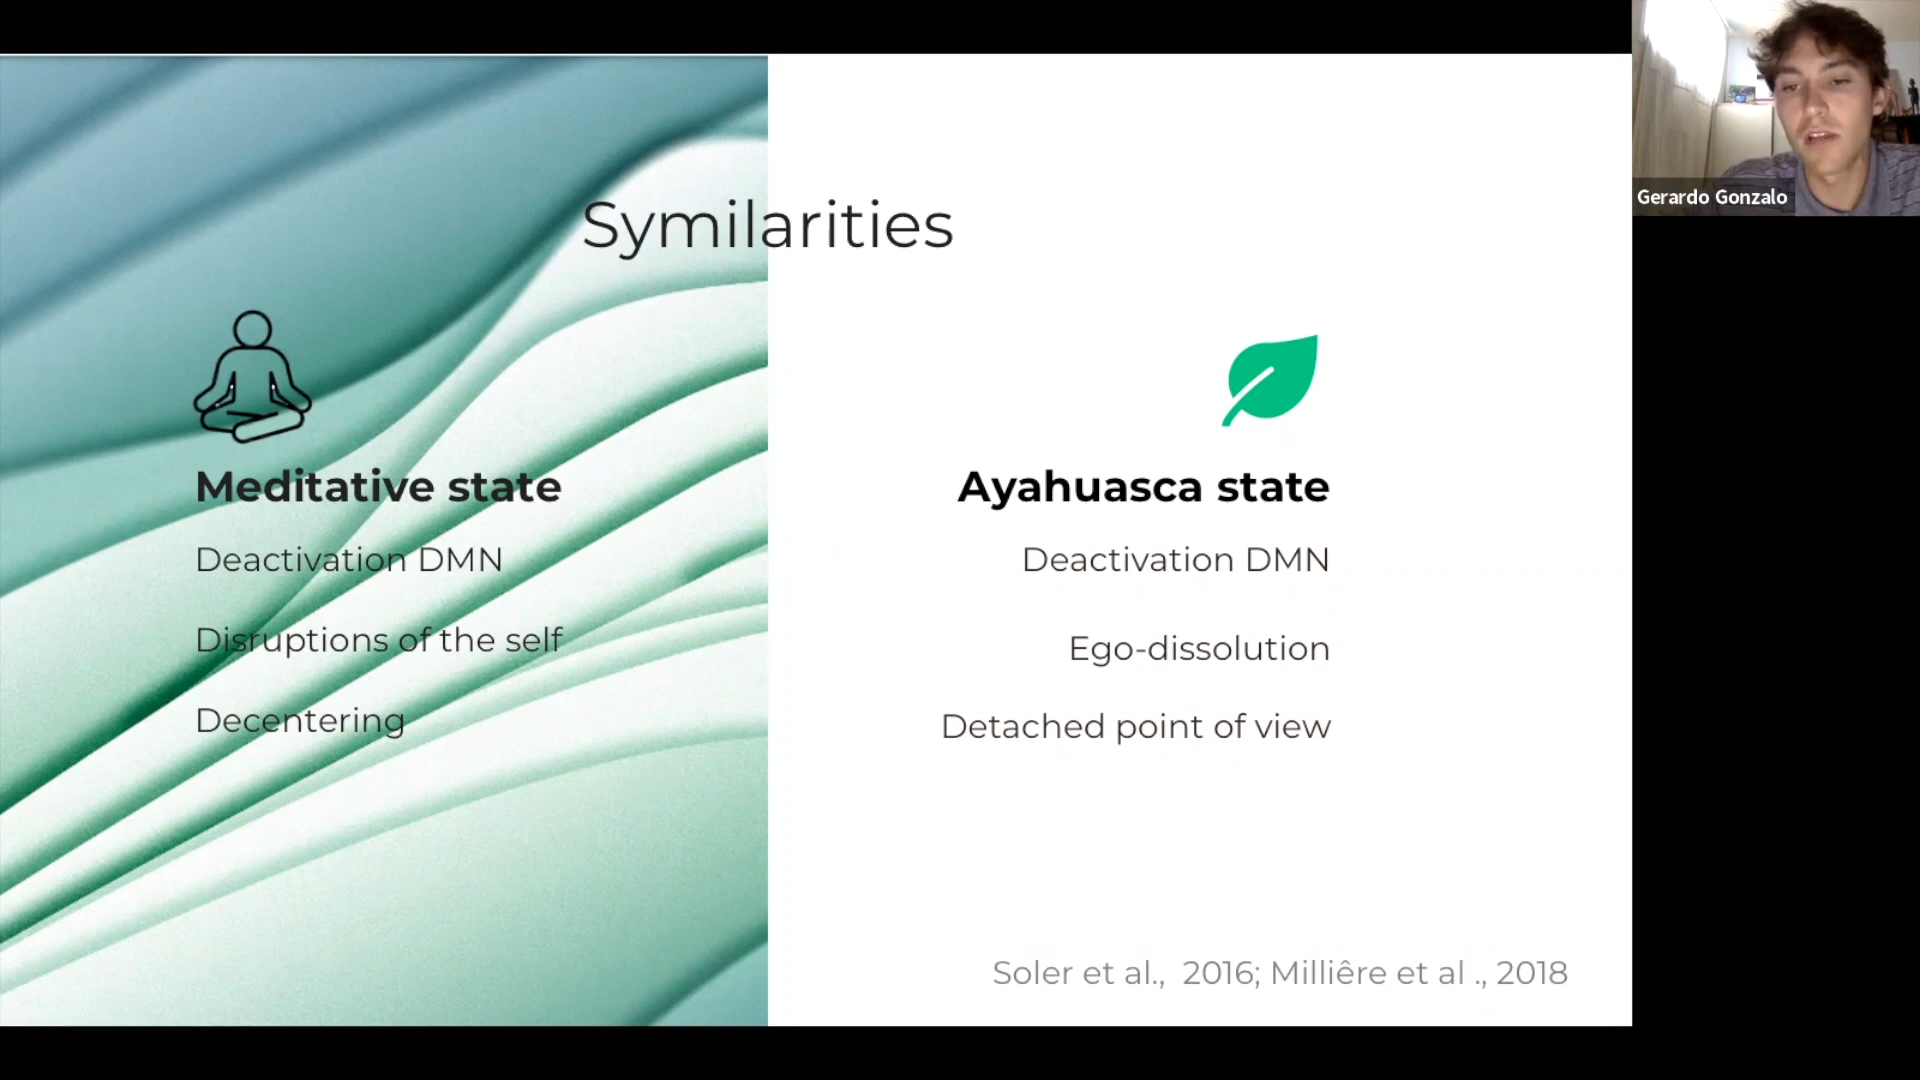 Symilarities
Meditative state
Deactivation DMN
Disruptions of the self
Decentering
Ayahuasca state
Deactivation DMN
Ego-dissolution
Detached point of view
Soler et al.,  2016; Milliêre et al ., 2018
Gerardo Gonzalo